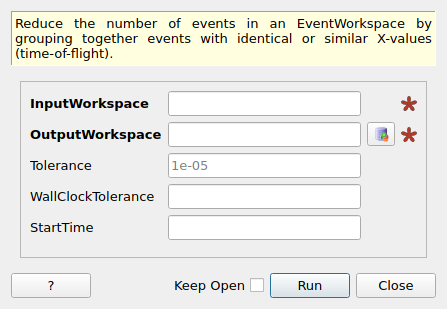 Reduce the number of events in an EventWorkspace by
grouping together events with identical or similar X-values
(time-of-flight).
InputWorkspace
OutputWorkspace
Tolerance 1e-05
WallClockTolerance
StartTime
? Keep Open Run Close